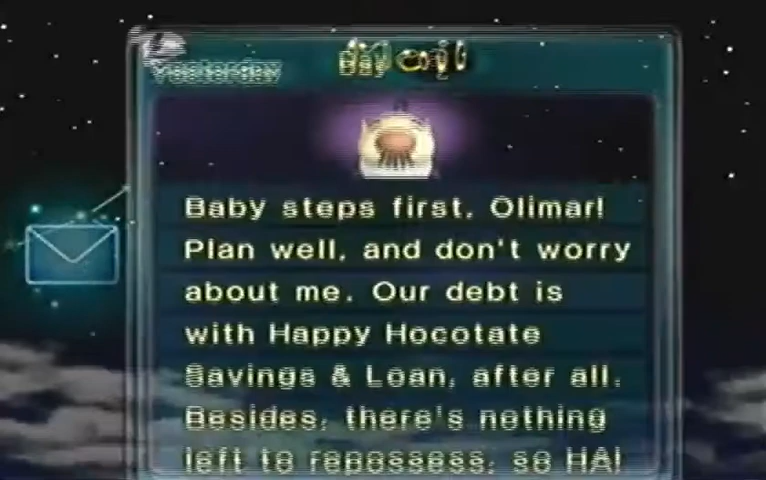 Yesterday
Baby steps first, Olimar!
Plan well, and don't worry
about me. Our debt is
with Happy Hocotate
Savings & Loan, after all.
Besides, there's nothing
left to repossess, so HA!